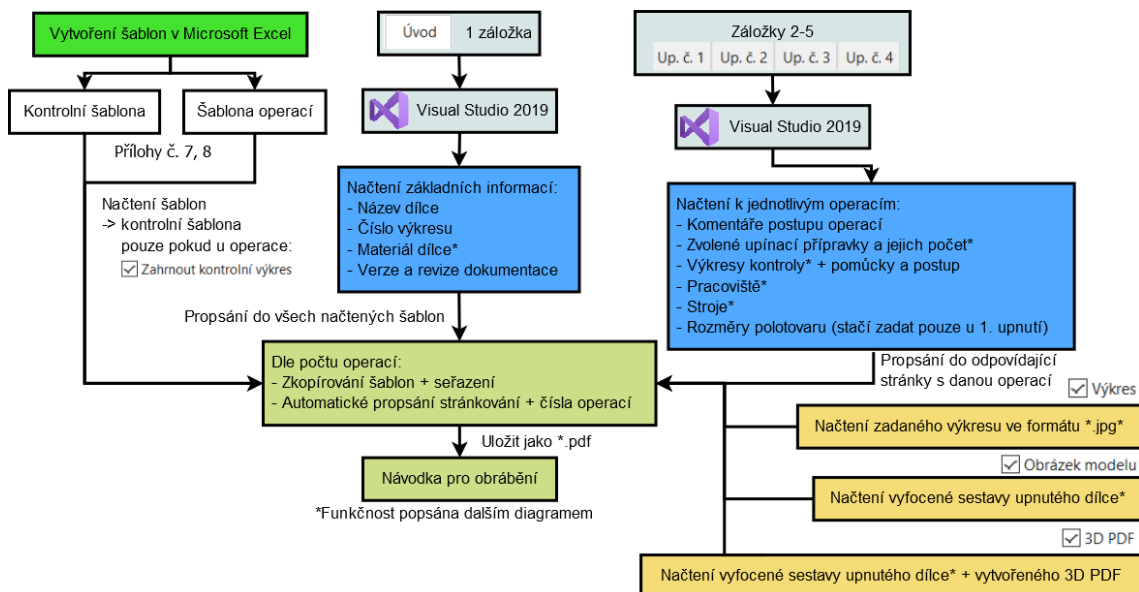 Vytvoření šablon v Microsoft Excel
Kontrolní šablona
Šablona operací
Přílohy č. 7, 8
Načtení šablon
-> kontrolní šablona
pouze pokud u operace:
Zahrnout kontrolní výkres
Úvod 1 záložka
Visual Studio 2019
Načtení základních informací:
- Název dílce
- Číslo výkresu
- Materiál dílce*
- Verze a revize dokumentace
Propsání do všech načtených šablon
Záložky 2-5
Up. č. 1 Up. č. 2 Up. č. 3 Up. č. 4
Visual Studio 2019
Načtení k jednotlivým operacím:
- Komentáře postupu operací
- Zvolené upínací přípravky a jejich počet*
- Výkresy kontroly* + pomůcky a postup
- Pracoviště*
- Stroje*
- Rozměry polotovaru (stačí zadat pouze u 1. upnutí)
Propsání do odpovídající
stránky s danou operací
Dle počtu operací:
- Zkopírování šablon + seřazení
- Automatické propsání stránkování + čísla operací
Uložit jako *.pdf
Návodka pro obrábění
*Funkčnost popsána dalším diagramem
Výkres
Načtení zadaného výkresu ve formátu *.jpg*
Obrázek modelu
Načtení vyfocené sestavy upnutého dílce*
3D PDF
Načtení vyfocené sestavy upnutého dílce* + vytvořeného 3D PDF